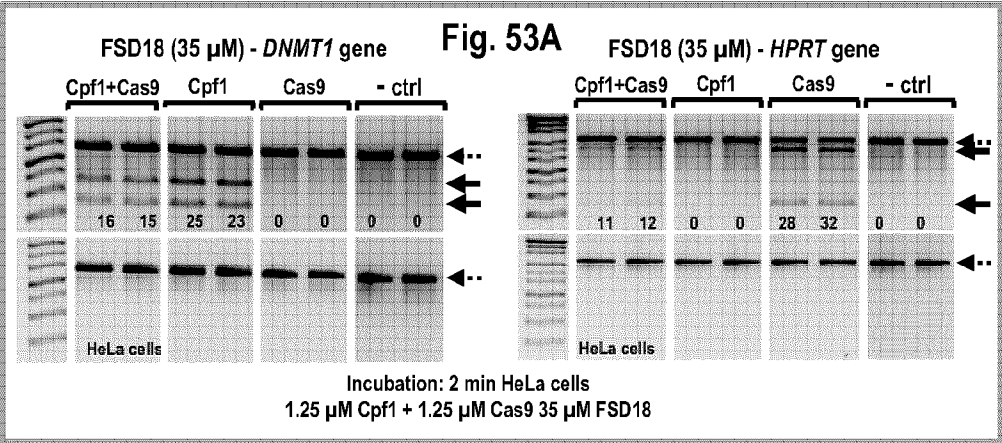 Fig. 53A
FSD18 (35 µM) - DNMT1 gene
Cpf1+Cas9 Cpf1 Cas9 - ctrl
16 15 25 23 0 0 0 0
HeLa cells
FSD18 (35 µM) - HPRT gene
Cpf1+Cas9 Cpf1 Cas9 - ctrl
11 12 0 0 28 32 0 0
HeLa cells
Incubation: 2 min HeLa cells
1.25 µM Cpf1 + 1.25 µM Cas9 35 µM FSD18